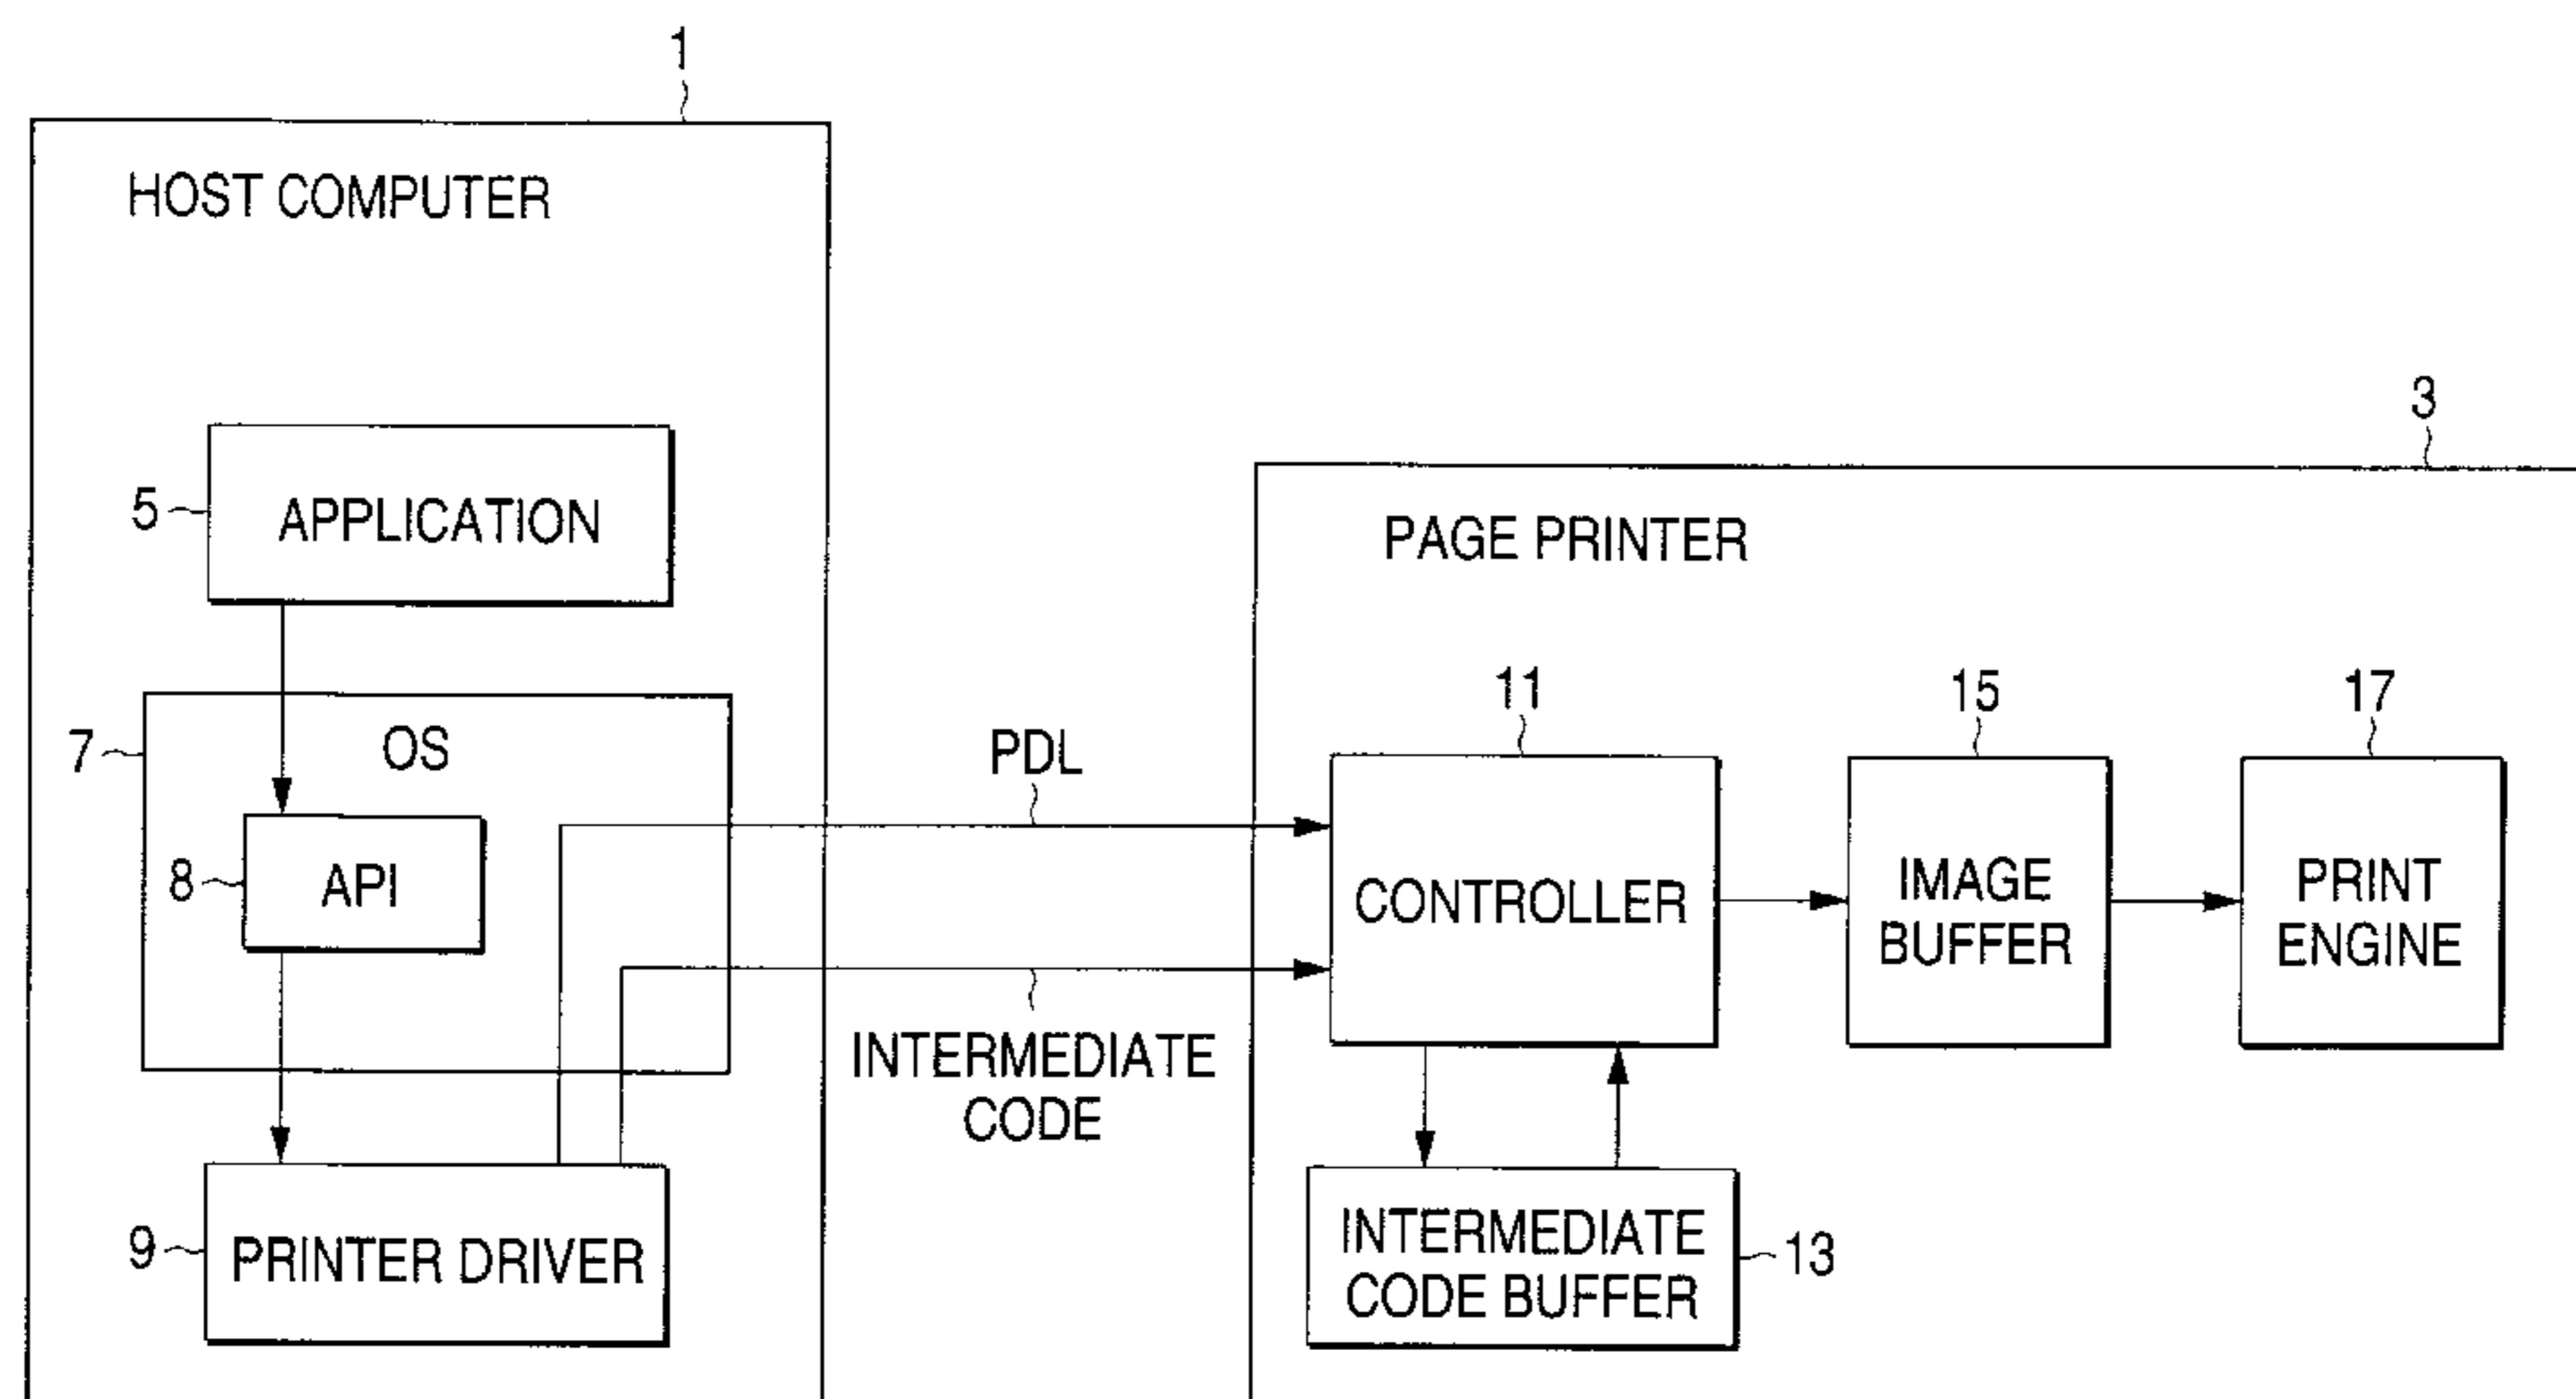 1
HOST COMPUTER
3
5
APPLICATION
PAGE PRINTER
7
OS
PDL
11
15
17
8
API
CONTROLLER
IMAGE
BUFFER
PRINT
ENGINE
INTERMEDIATE
CODE
9
PRINTER DRIVER
INTERMEDIATE
CODE BUFFER
13